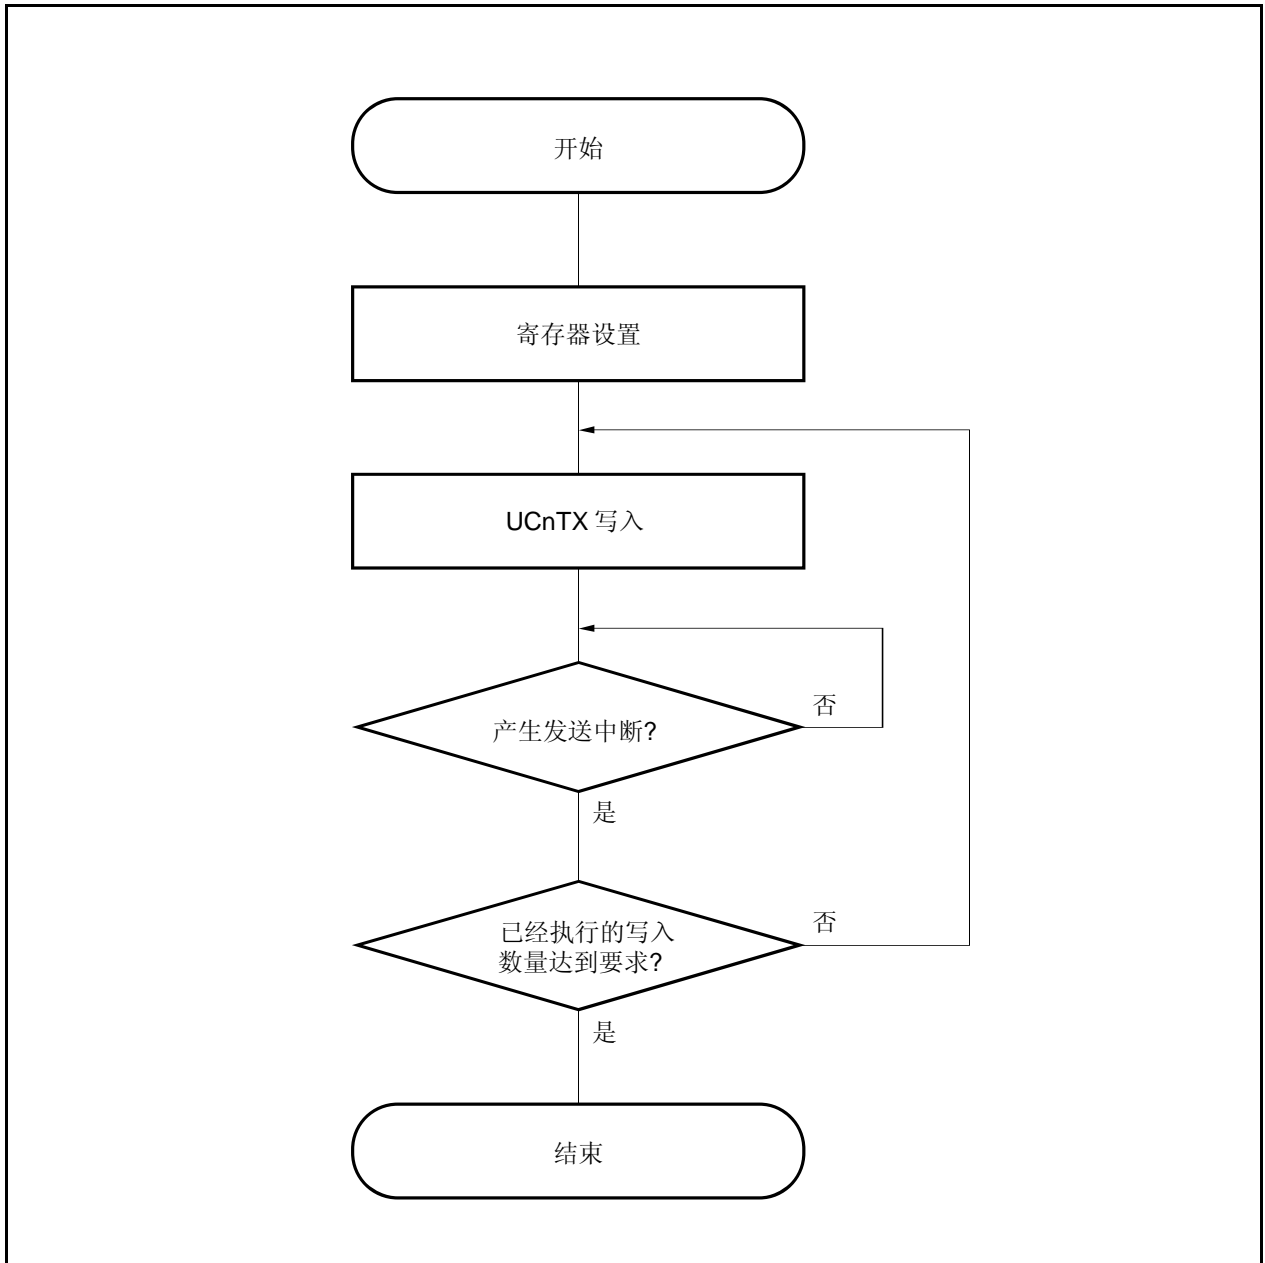 开始
寄存器设置
UCnTX 写入
否
产生发送中断?
是
否
已经执行的写入
数量达到要求?
是
结束